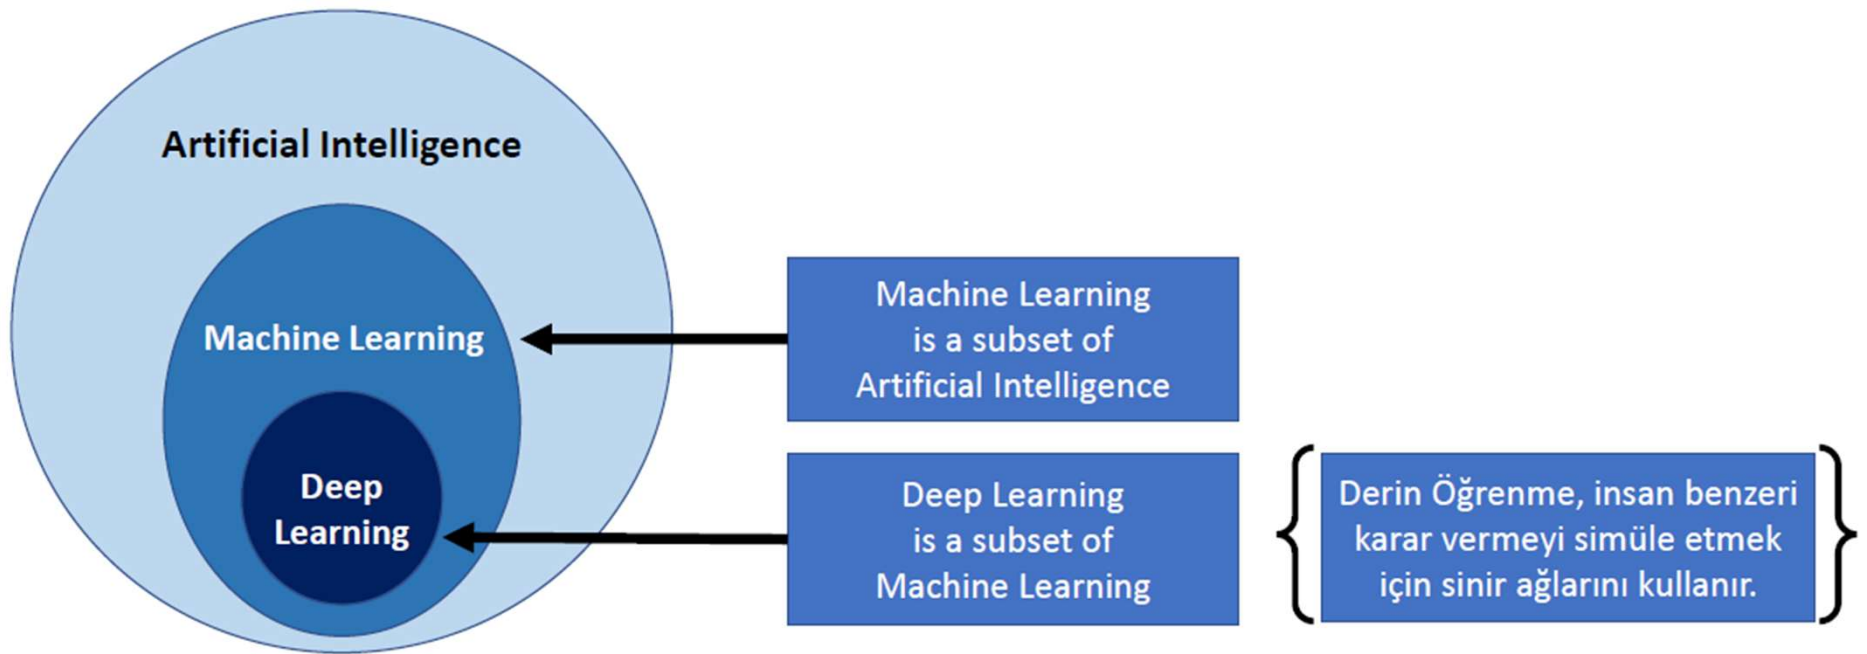 Artificial Intelligence
Machine Learning
Deep
Learning
Machine Learning
is a subset of
Artificial Intelligence
Deep Learning
is a subset of
Machine Learning
Derin Öğrenme, insan benzeri
karar vermeyi simüle etmek
için sinir ağlarını kullanır.